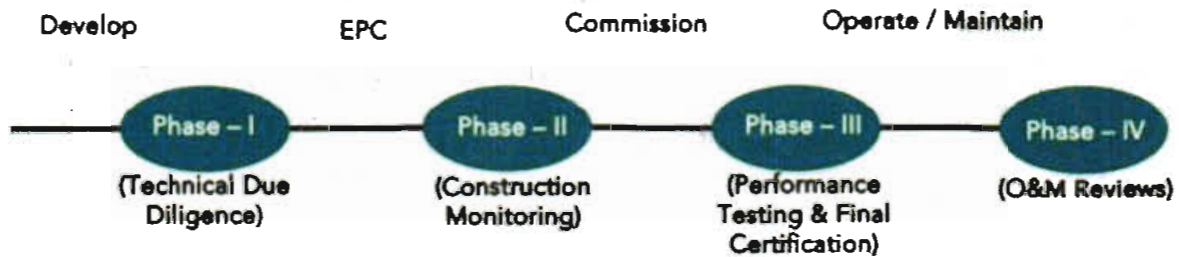 Develop
EPC
Commission
Operate / Maintain
Phase – I
Phase – II
Phase – III
Phase – IV
(Technical Due
Diligence)
(Construction
Monitoring)
(Performance
Testing & Final
Certification)
(O&M Reviews)